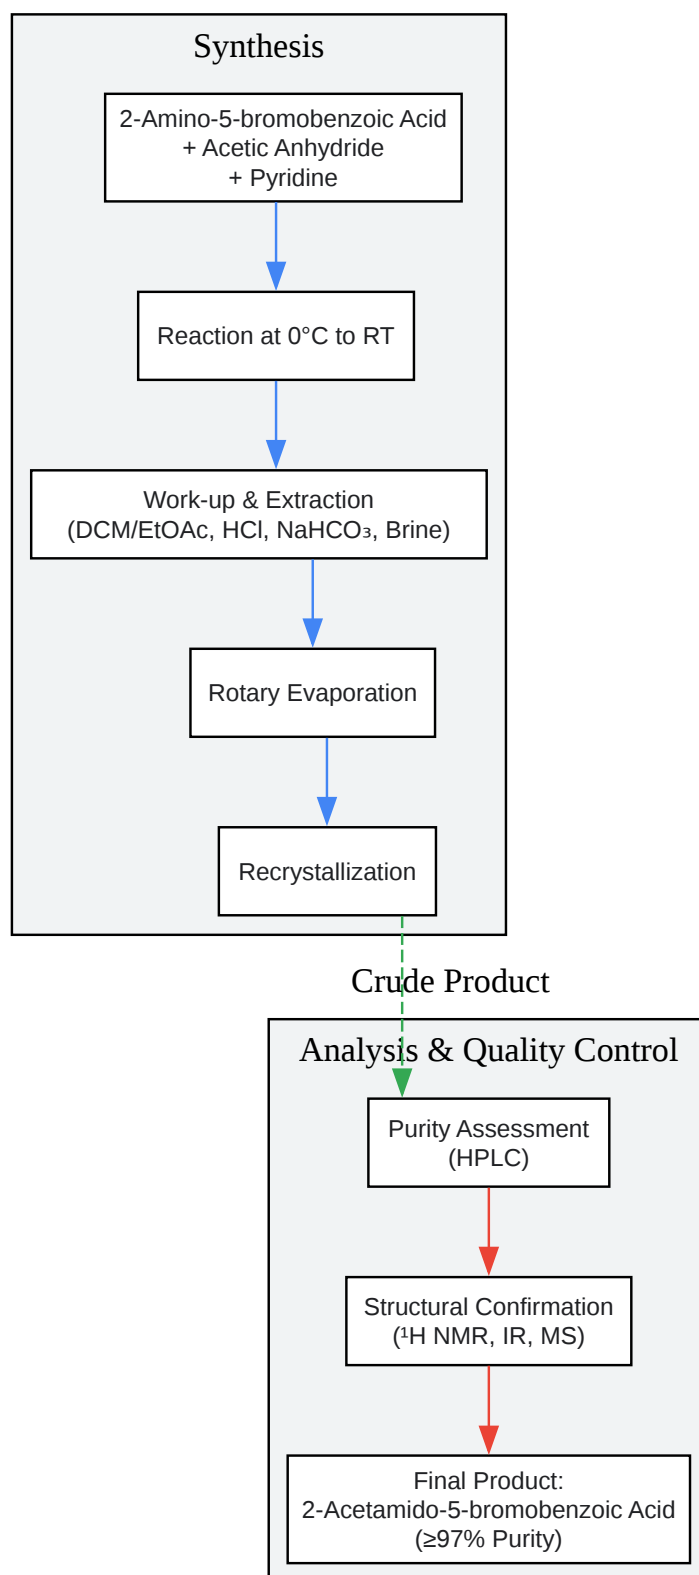 Synthesis
2-Amino-5-bromobenzoic Acid
+ Acetic Anhydride
+ Pyridine
Reaction at 0°C to RT
Work-up & Extraction
(DCM/EtOAc, HCl, NaHCO₃, Brine)
Rotary Evaporation
Recrystallization
Crude Product
Analysis & Quality Control
Purity Assessment
(HPLC)
Structural Confirmation
(¹H NMR, IR, MS)
Final Product:
2-Acetamido-5-bromobenzoic Acid
(≥97% Purity)